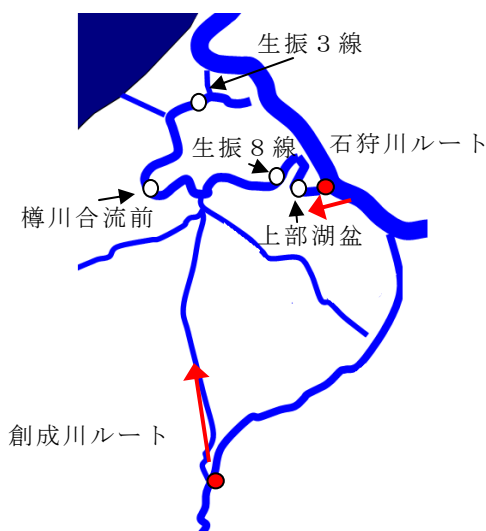 生振３線
生振８線
石狩川ルート
樽川合流前
上部湖盆
創成川ルート